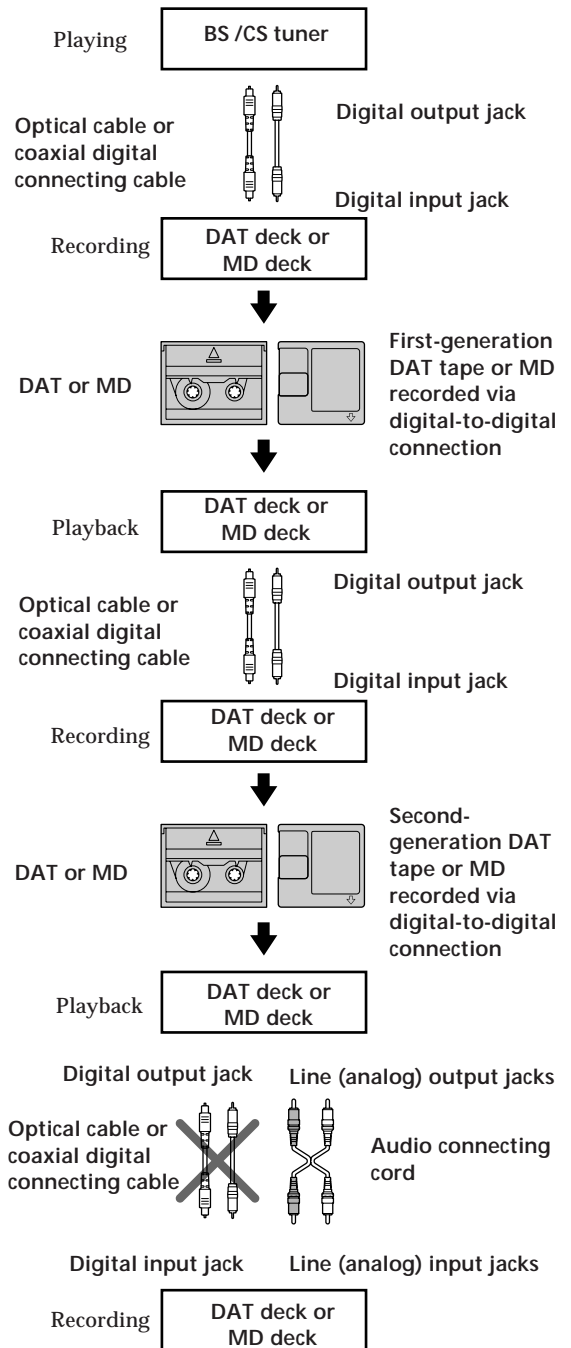 Playing
BS /CS tuner
Optical cable or
coaxial digital
connecting cable
Digital output jack
Digital input jack
Recording
DAT deck or
MD deck
DAT or MD
First-generation
DAT tape or MD
recorded via
digital-to-digital
connection
Playback
DAT deck or
MD deck
Optical cable or
coaxial digital
connecting cable
Digital output jack
Digital input jack
Recording
DAT deck or
MD deck
DAT or MD
Second-
generation DAT
tape or MD
recorded via
digital-to-digital
connection
Playback
DAT deck or
MD deck
Digital output jack
Line (analog) output jacks
Optical cable or
coaxial digital
connecting cable
Audio connecting
cord
Digital input jack
Line (analog) input jacks
Recording
DAT deck or
MD deck